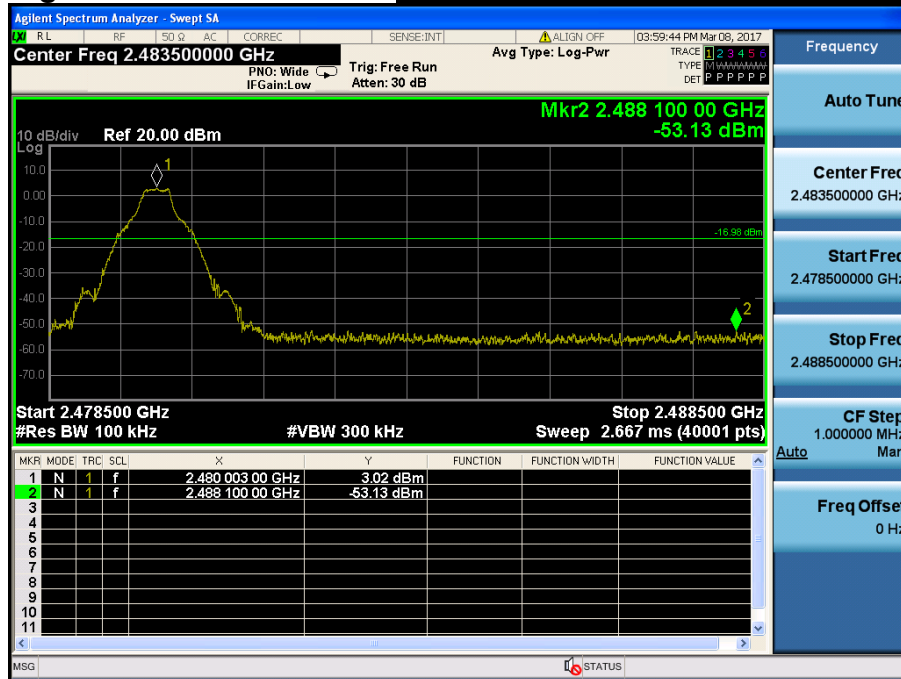 Agilent Spectrum Analyzer - Swept SA
LXI RL RF 50 Ω AC CORREC SENSE:INT ALIGN OFF 03:59:44 PM Mar 08, 2017
Center Freq 2.483500000 GHz
PNO: Wide
IFGain:Low
Trig: Free Run
Atten: 30 dB
Avg Type: Log-Pwr
TRACE 1 2 3 4 5 6
TYPE M WWWWW
DET P P P P P P
Frequency
Mkr2 2.488 100 00 GHz
-53.13 dBm
10 dB/div Ref 20.00 dBm
Log
10.0
0.00
-10.0
-20.0
-30.0
-40.0
-50.0
-60.0
-70.0
1
-16.98 dBm
2
Start 2.478500 GHz
Stop 2.488500 GHz
#Res BW 100 kHz #VBW 300 kHz Sweep 2.667 ms (40001 pts)
MKR MODE TRC SCL X Y FUNCTION FUNCTION WIDTH FUNCTION VALUE
1 N 1 f 2.480 003 00 GHz 3.02 dBm
2 N 1 f 2.488 100 00 GHz -53.13 dBm
3
4
5
6
7
8
9
10
11
MSG STATUS
Auto Tune
Center Freq
2.483500000 GHz
Start Freq
2.478500000 GHz
Stop Freq
2.488500000 GHz
CF Step
1.000000 MHz
Auto Man
Freq Offset
0 Hz